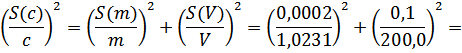 (S(c)/c)² = (S(m)/m)² + (S(V)/V)² = (0,0002/1,0231)² + (0,1/200,0)² =